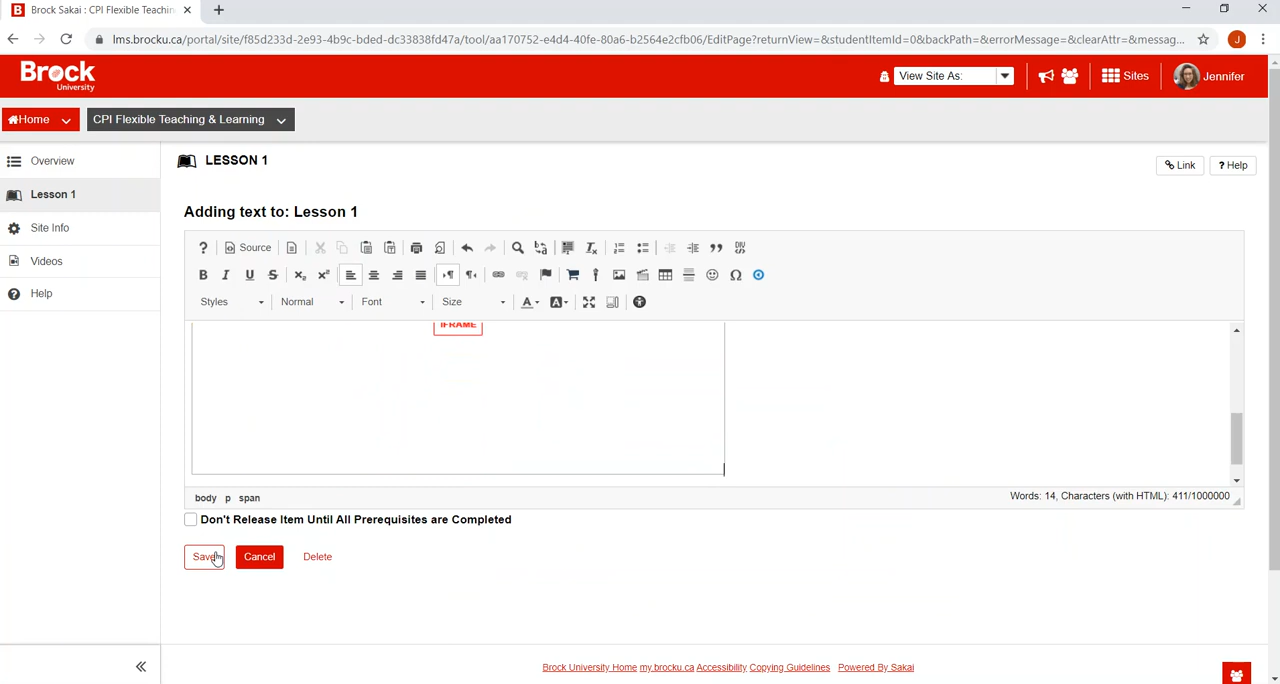 Brock Sakai : CPI Flexible Teachin
lms.brocku.ca/portal/site/f85d233d-2e93-4b9c-bded-dc33838fd47a/tool/aa170752-e4d4-40fe-80a6-b2564e2cfb06/EditPage?returnView=&studentItemId=0&backPath=&errorMessage=&clearAttr=&messag...
J
Brock
University
View Site As:
Sites
Jennifer
Home
CPI Flexible Teaching & Learning
Overview
Lesson 1
Site Info
Videos
Help
LESSON 1
Link
? Help
Adding text to: Lesson 1
Source
Styles
Normal
Font
Size
IFRAME
body p span
Words: 14, Characters (with HTML): 411/1000000
Don't Release Item Until All Prerequisites are Completed
Save
Cancel
Delete
Brock University Home my.brocku.ca Accessibility Copying Guidelines Powered By Sakai